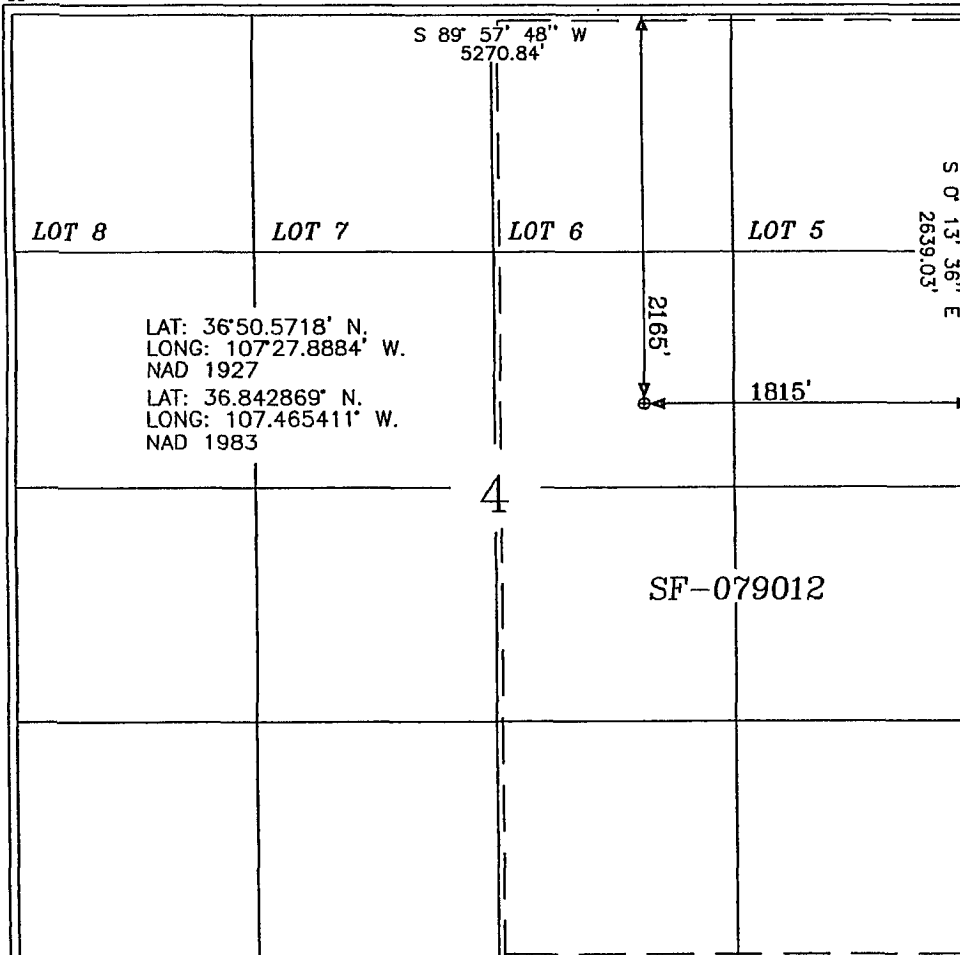 S 89° 57' 48" W
5270.84'
S 0° 13' 36" E
2639.03'
LOT 8
LOT 7
LOT 6
LOT 5
2165'
LAT: 36°50.5718' N.
LONG: 107°27.8884' W.
NAD 1927
LAT: 36.842869° N.
LONG: 107.465411° W.
NAD 1983
1815'
4
SF-079012